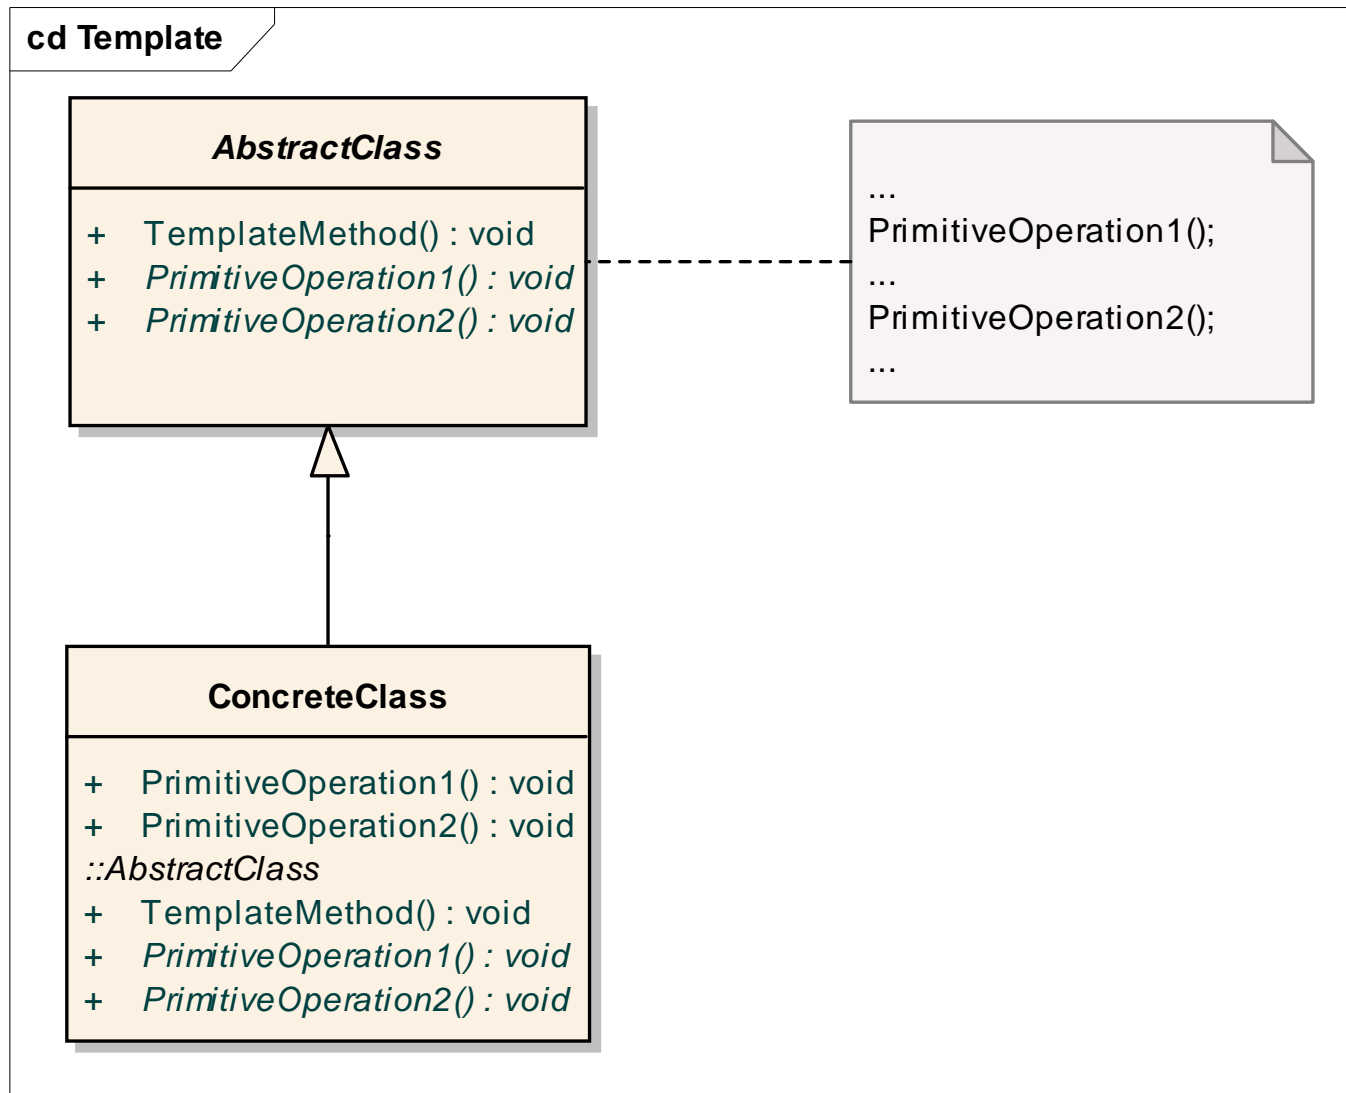 cd Template
AbstractClass
+ TemplateMethod() : void
+ PrimitiveOperation1() : void
+ PrimitiveOperation2() : void
...
PrimitiveOperation1();
...
PrimitiveOperation2();
...
ConcreteClass
+ PrimitiveOperation1() : void
+ PrimitiveOperation2() : void
::AbstractClass
+ TemplateMethod() : void
+ PrimitiveOperation1() : void
+ PrimitiveOperation2() : void